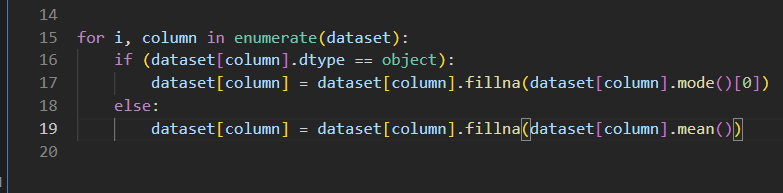 14
15 for i, column in enumerate(dataset):
16     if (dataset[column].dtype == object):
17         dataset[column] = dataset[column].fillna(dataset[column].mode()[0])
18     else:
19         dataset[column] = dataset[column].fillna(dataset[column].mean())
20